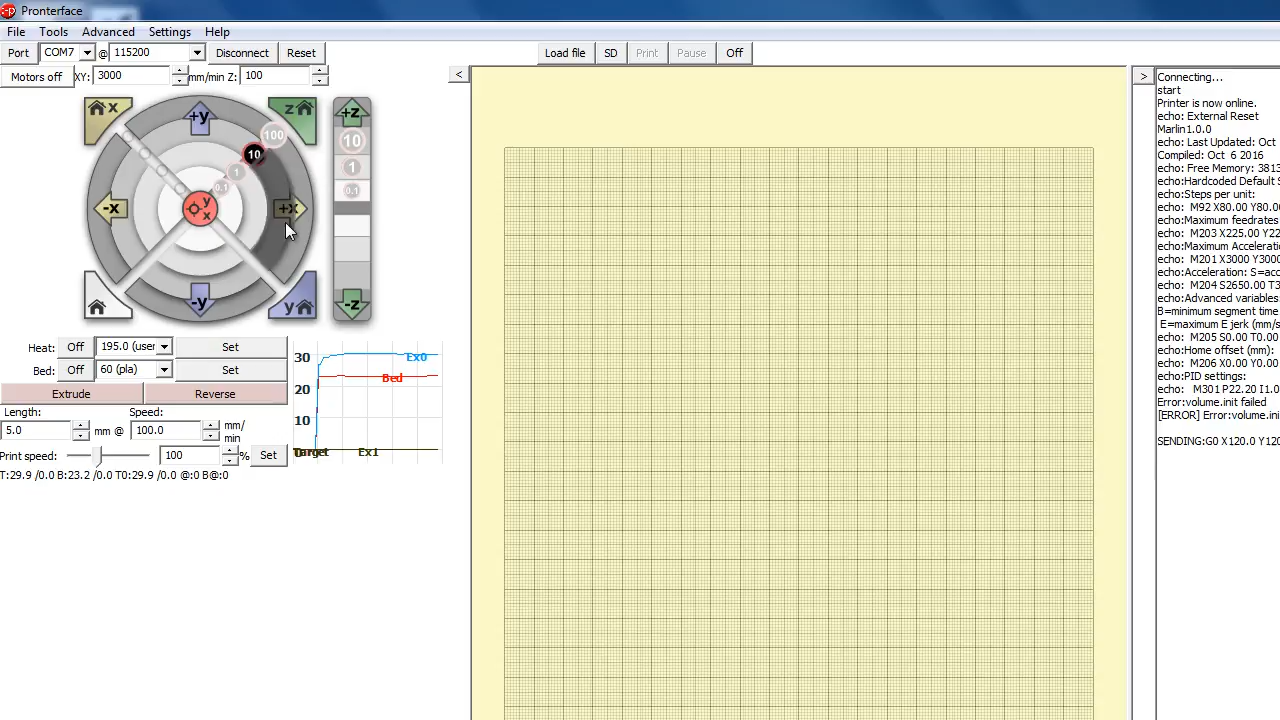 Pronterface
File Tools Advanced Settings Help
Port COM7 @ 115200 Disconnect Reset Load file SD Print Pause Off
Motors off XY: 3000 mm/min Z: 100
< >
x z
+y +z
100 10
10 1
1 0.1
0.1
-x y x +x
-y -z
y
Heat: Off 195.0 (user Set
Bed: Off 60 (pla) Set
Extrude Reverse
Length: Speed:
5.0 mm @ 100.0 mm/
min
Print speed: 100 % Set
T:29.9 /0.0 B:23.2 /0.0 T0:29.9 /0.0 @:0 B@:0
30 Ex0
Bed
20
10
Target Ex1
Connecting...
start
Printer is now online.
echo: External Reset
Marlin1.0.0
echo: Last Updated: Oct
Compiled: Oct 6 2016
echo: Free Memory: 3813
echo:Hardcoded Default S
echo:Steps per unit:
echo: M92 X80.00 Y80.0
echo:Maximum feedrates
echo: M203 X225.00 Y22
echo:Maximum Accelera
echo: M201 X3000 Y300
echo:Acceleration: S=acc
echo: M204 S2650.00 T3
echo:Advanced variables
B=minimum segment time
E=maximum E jerk (mm/
echo: M205 S0.00 T0.00
echo:Home offset (mm):
echo: M206 X0.00 Y0.00
echo:PID settings:
echo: M301 P22.20 I1.0
Error:volume.init failed
[ERROR] Error:volume.ini
SENDING:G0 X120.0 Y120